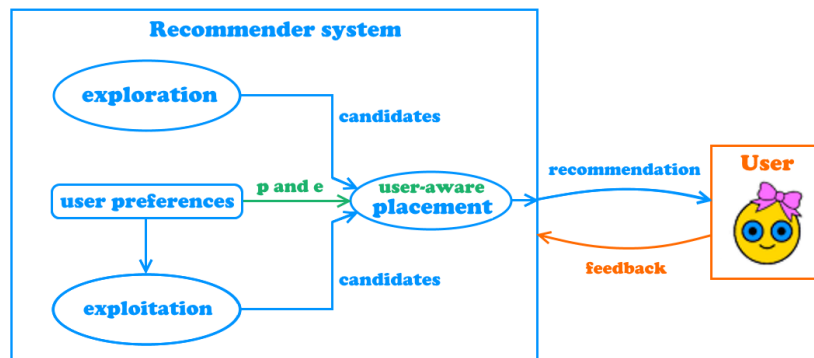 Recommender system
exploration
candidates
recommendation
User
p and e
user-aware
user preferences
placement
feedback
candidates
exploitation